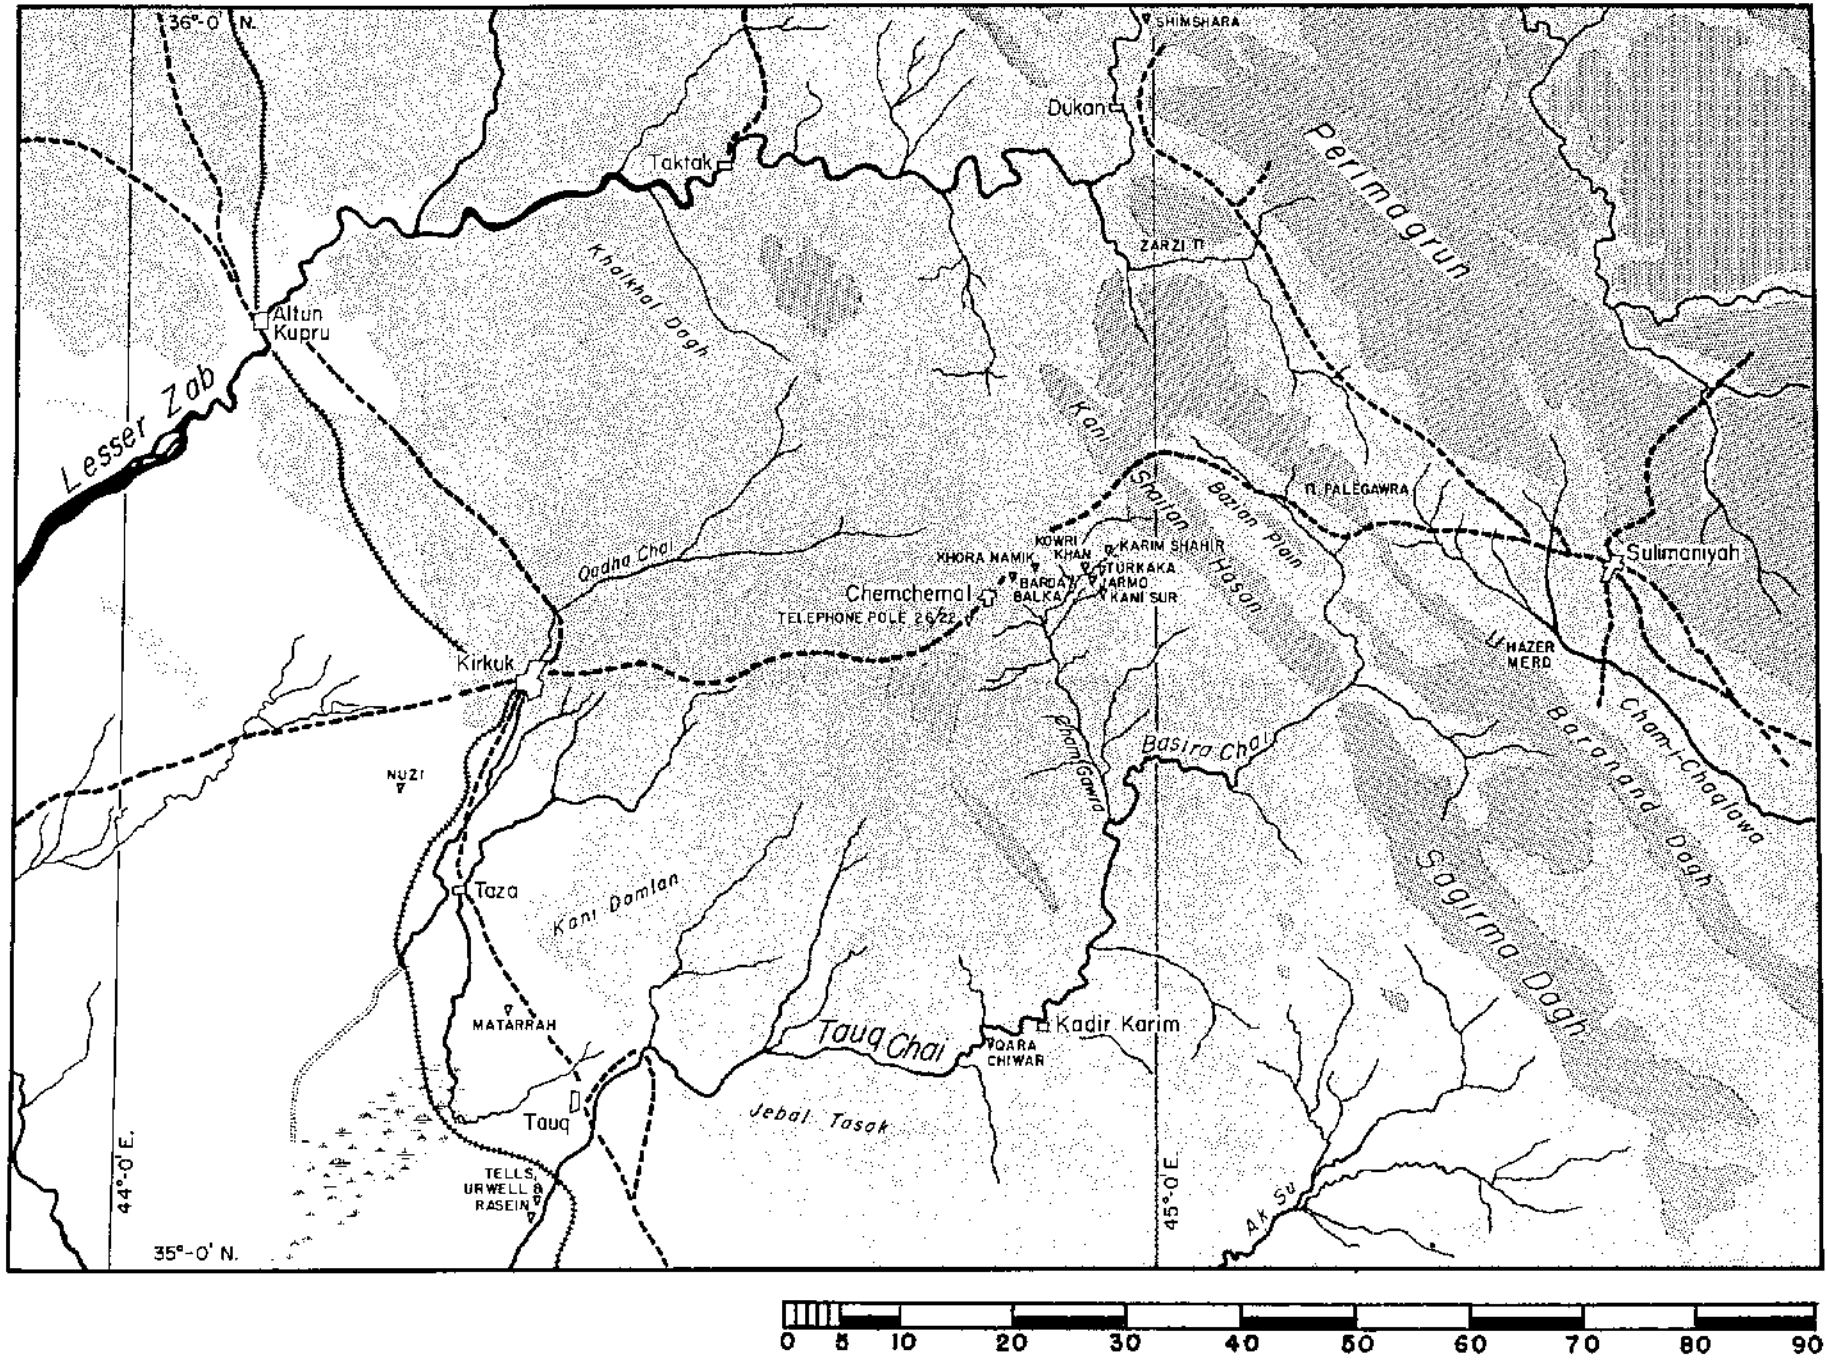 36°-0' N.
SHIMSHARA
Dukan
Taktak
Perimagrun
ZARZI
Khalkhal Dagh
Altun
Kupru
Lesser Zab
Kani
Shaitan
Hasan
Bazian Plain
PALEGAWRA
Qadha Chai
KOWRI
KHAN
KARIM SHAHIR
KHORA NAMIK
TURKAKA
BARDA
BALKA
JARMO
KANI SUR
Sulimaniyah
Chemchemal
TELEPHONE POLE 26/22
Kirkuk
HAZER
MERD
Cham-i-Chaqlawa
Baranand Dagh
Cham Gawra
Basira Chai
NUZI
Sagirma Dagh
Taza
Kani Domlan
MATARRAH
Tauq Chai
Kadir Karim
QARA
CHIWAR
Tauq
Jebal Tasak
TELLS,
URWELL &
RASEIN
44°-0' E.
45°-0' E.
Ak Su
35°-0' N.
0 5 10 20 30 40 50 60 70 80 90